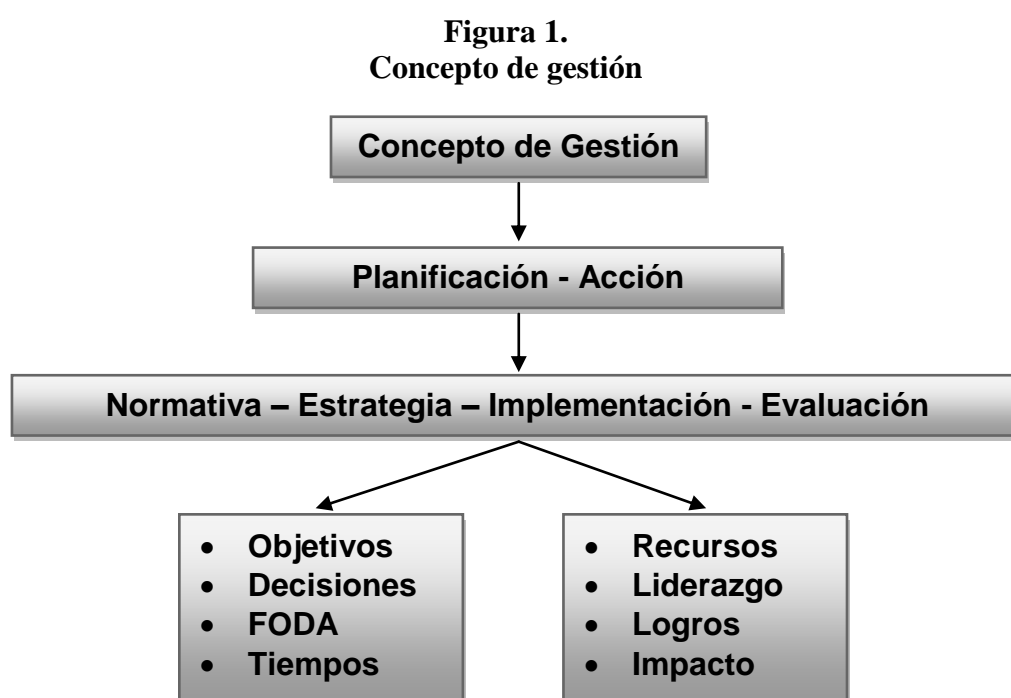 Figura 1.
Concepto de gestión
Concepto de Gestión
Planificación - Acción
Normativa – Estrategia – Implementación - Evaluación
• Objetivos
• Decisiones
• FODA
• Tiempos
• Recursos
• Liderazgo
• Logros
• Impacto